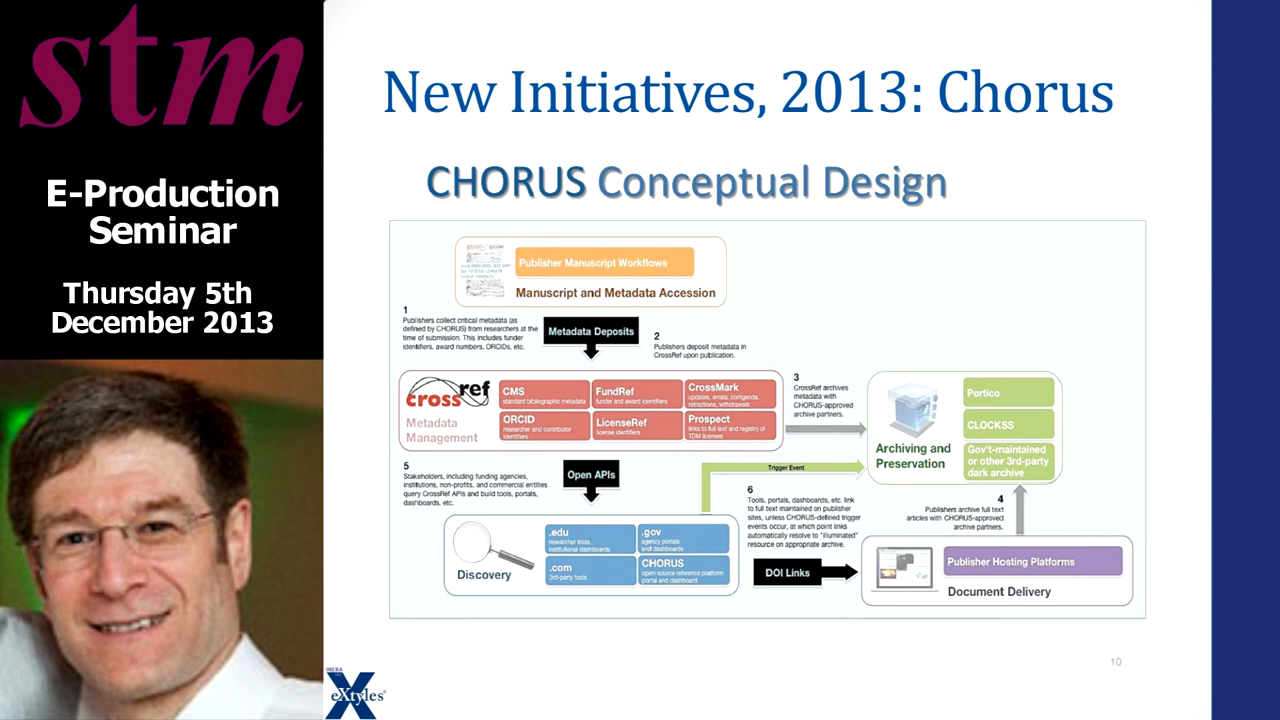 stm
E-Production
Seminar
Thursday 5th
December 2013
New Initiatives, 2013: Chorus
CHORUS Conceptual Design
Publisher Manuscript Workflows
Manuscript and Metadata Accession
1
Publishers collect critical metadata (as
defined by CHORUS) from researchers at the
time of submission. This includes funder
identifiers, award numbers, ORCIDs, etc.
Metadata Deposits
2
Publishers deposit metadata in
CrossRef upon publication.
crossref
Metadata
Management
CMS
standard bibliographic metadata
FundRef
funder and award identifiers
CrossMark
updates, errata, corrigenda,
retractions, withdrawals
ORCID
researcher and contributor
identifiers
LicenseRef
license identifiers
Prospect
links to full text and registry of
TDM licenses
3
CrossRef archives
metadata with
CHORUS-approved
archive partners.
Archiving and
Preservation
Portico
CLOCKSS
Gov't-maintained
or other 3rd-party
dark archive
5
Stakeholders, including funding agencies,
institutions, non-profits, and commercial entities
query CrossRef APIs and build tools, portals,
dashboards, etc.
Open APIs
Trigger Event
6
Tools, portals, dashboards, etc. link
to full text maintained on publisher
sites, unless CHORUS-defined trigger
events occur, at which point links
automatically resolve to "illuminated"
resource on appropriate archive.
4
Publishers archive full text
articles with CHORUS-approved
archive partners.
Discovery
.edu
researcher tools,
institutional dashboards
.gov
agency portals
and dashboards
.com
3rd-party tools
CHORUS
open-source reference platform
portal and dashboard
DOI Links
Publisher Hosting Platforms
Document Delivery
10
INERA
eXtyles®